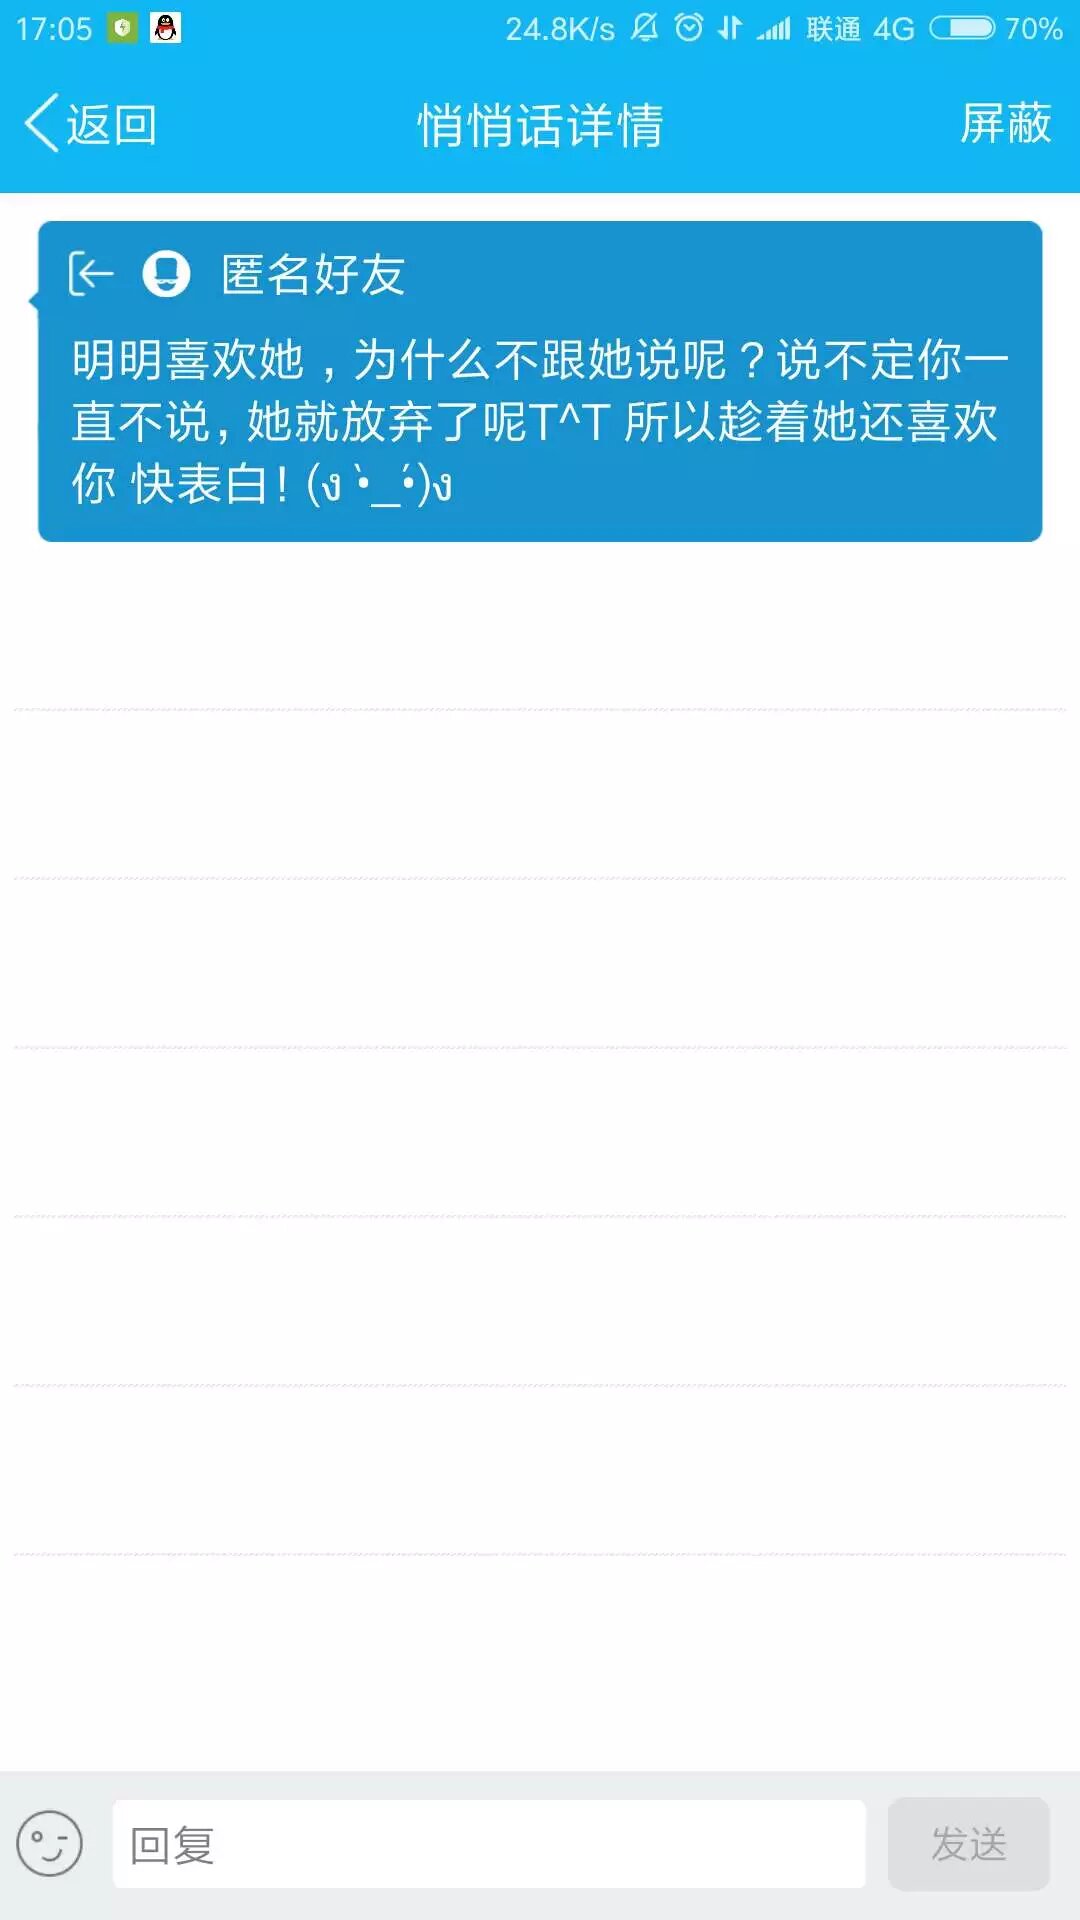 17:05 24.8K/s 联通 4G 70%
返回 悄悄话详情 屏蔽
匿名好友
明明喜欢她，为什么不跟她说呢？说不定你一
直不说, 她就放弃了呢T^T 所以趁着她还喜欢
你 快表白! (ง •̀_•́)ง
回复 发送